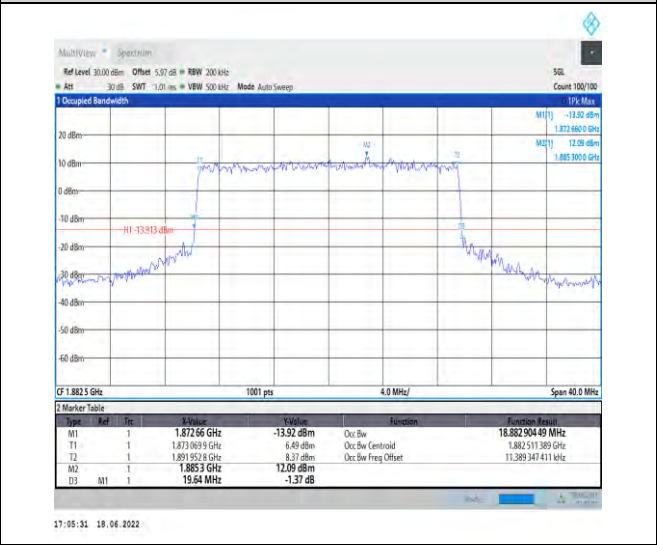 MultiView Spectrum
Ref Level 30.00 dBm Offset 5.97 dB RBW 200 kHz SGL
Att 30 dB SWT 1.01 ms VBW 500 kHz Mode Auto Sweep Count 100/100
1 Occupied Bandwidth 1Pk Max
M1[1] -13.92 dBm
1.872 660 0 GHz
M2[1] 12.09 dBm
1.885 300 0 GHz
20 dBm
M2
T1 T2
10 dBm
0 dBm
-10 dBm
M1
H1 -13.913 dBm
D3
-20 dBm
-30 dBm
-40 dBm
-50 dBm
-60 dBm
CF 1.882 5 GHz 1001 pts 4.0 MHz/ Span 40.0 MHz
2 Marker Table
Type Ref Trc X-Value Y-Value Function Function Result
M1 1 1.872 66 GHz -13.92 dBm Occ Bw 18.882 904 49 MHz
T1 1 1.873 069 9 GHz 6.49 dBm Occ Bw Centroid 1.882 511 389 GHz
T2 1 1.891 952 8 GHz 8.37 dBm Occ Bw Freq Offset 11.389 347 411 kHz
M2 1 1.885 3 GHz 12.09 dBm
D3 M1 1 19.64 MHz -1.37 dB
17:05:31 18.06.2022